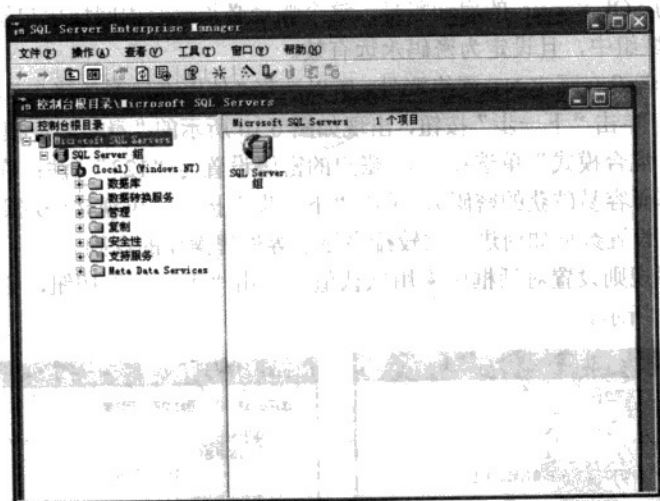 SQL Server Enterprise Manager
文件(F) 操作(A) 查看(V) 工具(T) 窗口(W) 帮助(H)
控制台根目录\Microsoft SQL Servers
控制台根目录
Microsoft SQL Servers
SQL Server 组
(Local) (Windows NT)
数据库
数据转换服务
管理
复制
安全性
支持服务
Meta Data Services
Microsoft SQL Servers 1 个项目
SQL Server
组